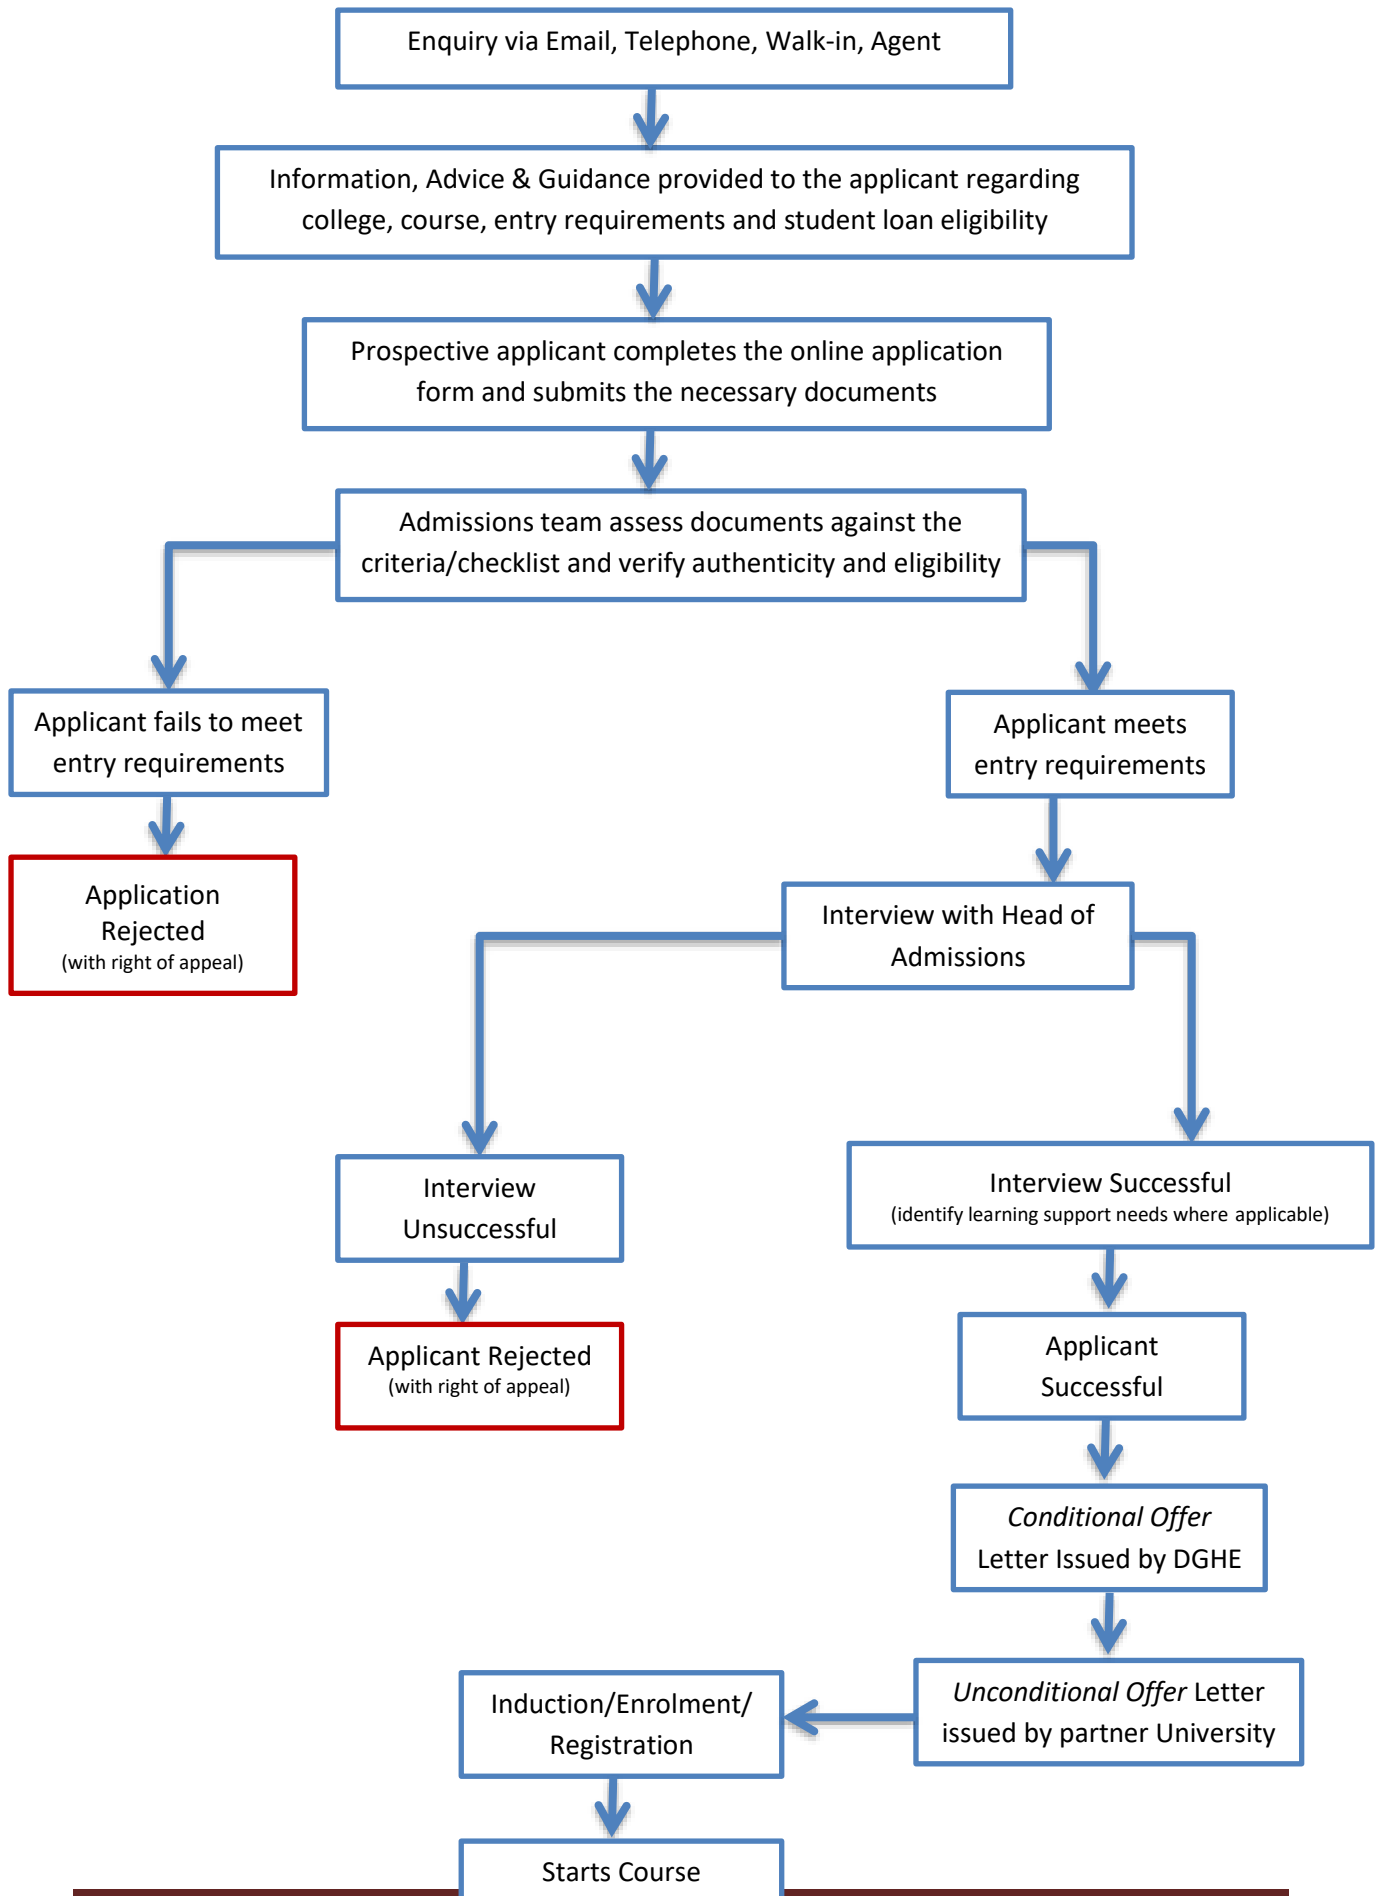 Enquiry via Email, Telephone, Walk-in, Agent
Information, Advice & Guidance provided to the applicant regarding
college, course, entry requirements and student loan eligibility
Prospective applicant completes the online application
form and submits the necessary documents
Admissions team assess documents against the
criteria/checklist and verify authenticity and eligibility
Applicant fails to meet
entry requirements
Applicant meets
entry requirements
Application
Rejected
(with right of appeal)
Interview with Head of
Admissions
Interview
Unsuccessful
Interview Successful
(identify learning support needs where applicable)
Applicant Rejected
(with right of appeal)
Applicant
Successful
Conditional Offer
Letter Issued by DGHE
Unconditional Offer Letter
issued by partner University
Induction/Enrolment/
Registration
Starts Course